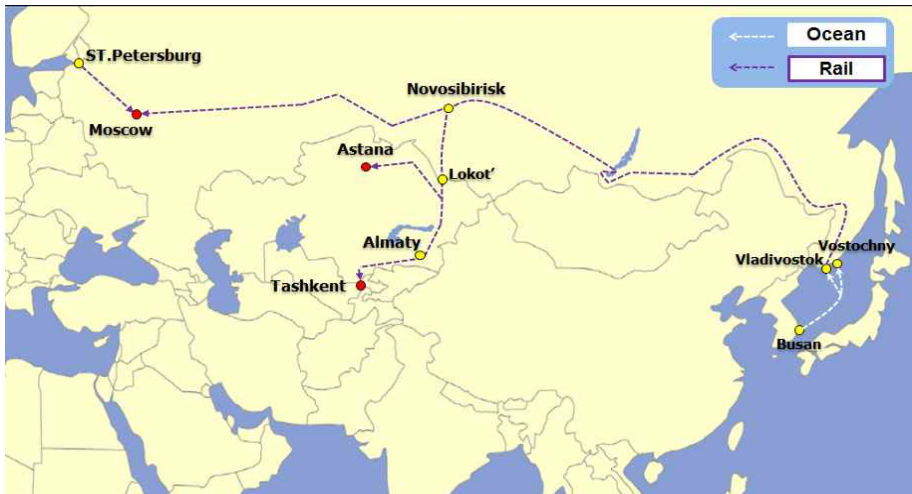 Ocean
ST.Petersburg
Rail
Novosibirisk
Moscow
Astana
Lokot’
Almaty
Vostochny
Vladivostok
Tashkent
Busan